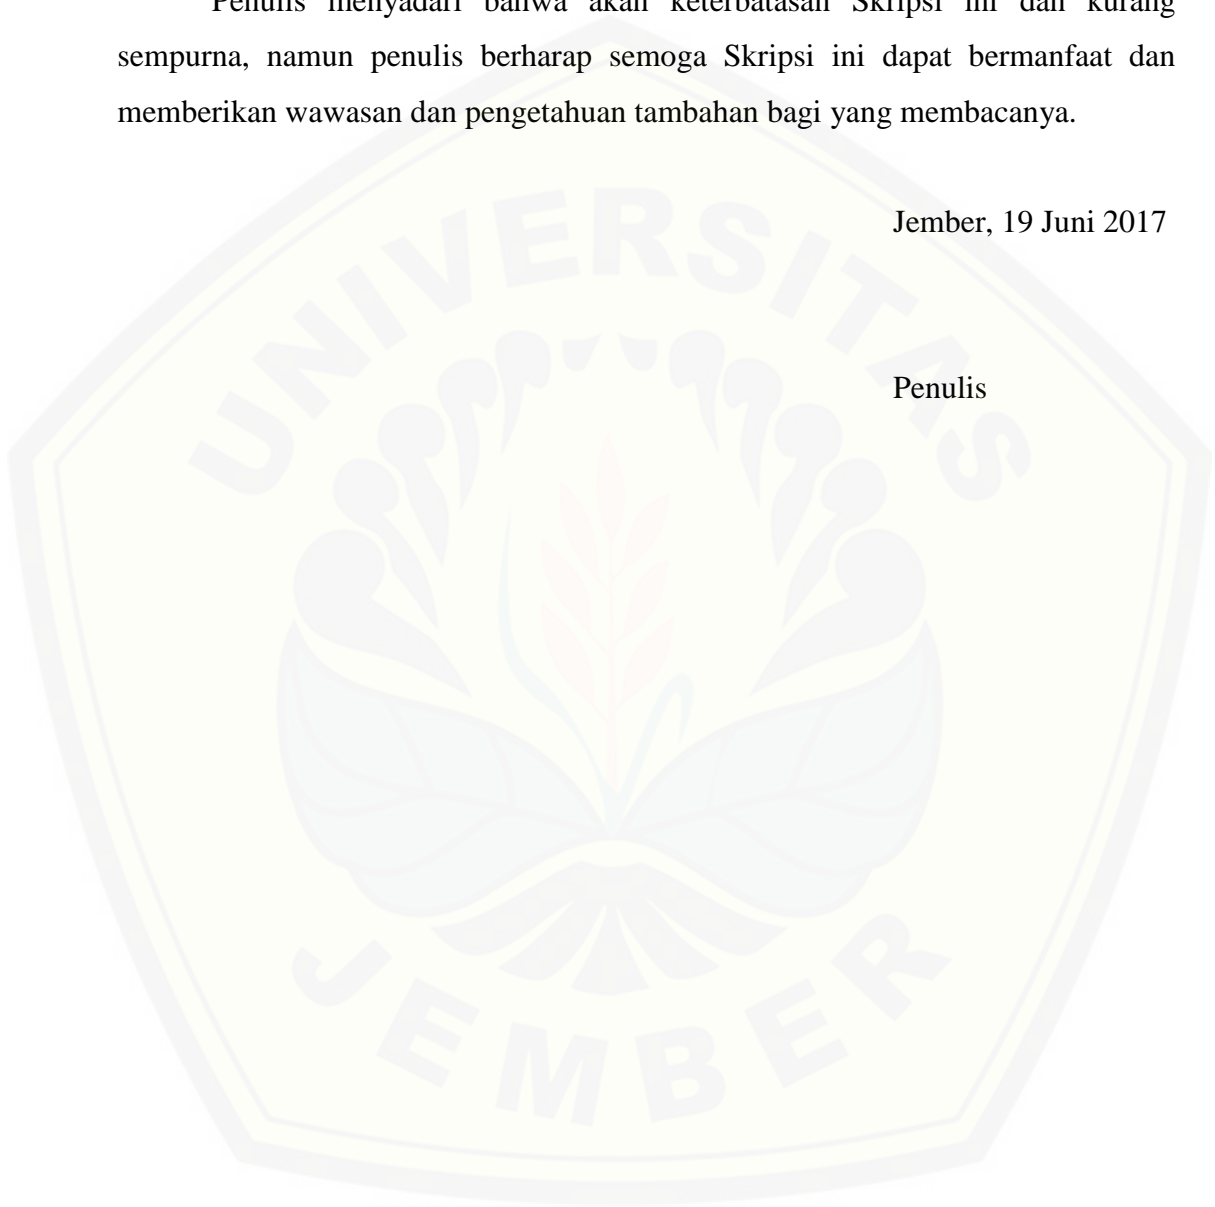 Penulis menyadari bahwa akan keterbatasan Skripsi ini dan kurang
sempurna, namun penulis berharap semoga Skripsi ini dapat bermanfaat dan
memberikan wawasan dan pengetahuan tambahan bagi yang membacanya.
Jember, 19 Juni 2017
Penulis
UNIVERSITAS
JEMBER